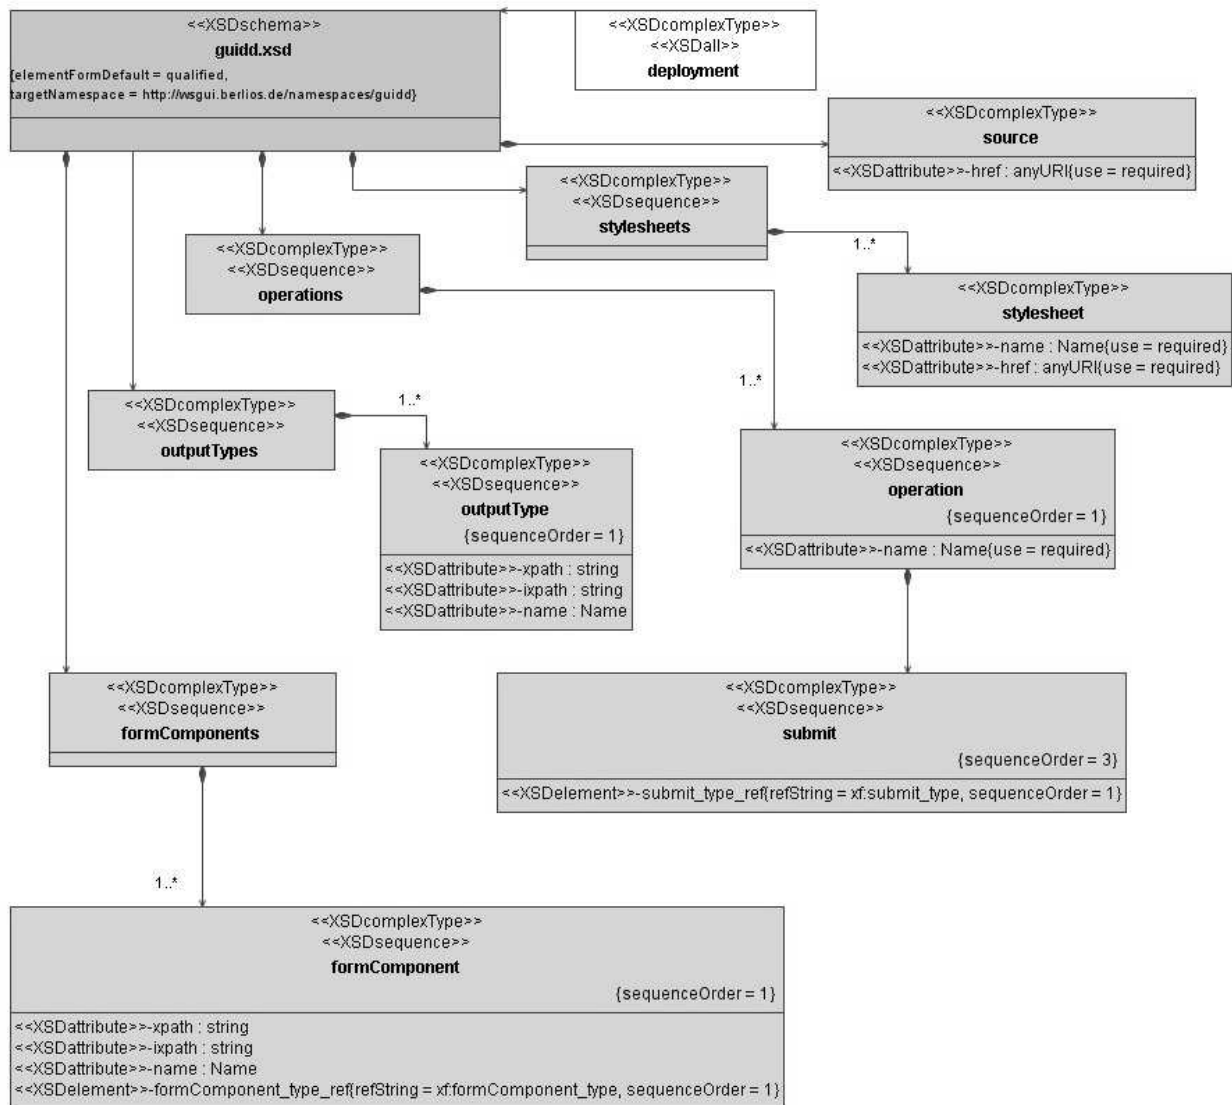 <<XSDschema>>
guidd.xsd
{elementFormDefault = qualified,
targetNamespace = http://wsgui.berlios.de/namespaces/guidd}
<<XSDcomplexType>>
<<XSDall>>
deployment
<<XSDcomplexType>>
source
<<XSDattribute>>-href : anyURI{use = required}
<<XSDcomplexType>>
<<XSDsequence>>
stylesheets
1..*
<<XSDcomplexType>>
stylesheet
<<XSDattribute>>-name : Name{use = required}
<<XSDattribute>>-href : anyURI{use = required}
<<XSDcomplexType>>
<<XSDsequence>>
operations
1..*
<<XSDcomplexType>>
<<XSDsequence>>
outputTypes
1..*
<<XSDcomplexType>>
<<XSDsequence>>
outputType
{sequenceOrder = 1}
<<XSDattribute>>-xpath : string
<<XSDattribute>>-ixpath : string
<<XSDattribute>>-name : Name
<<XSDcomplexType>>
<<XSDsequence>>
operation
{sequenceOrder = 1}
<<XSDattribute>>-name : Name{use = required}
<<XSDcomplexType>>
<<XSDsequence>>
formComponents
<<XSDcomplexType>>
<<XSDsequence>>
submit
{sequenceOrder = 3}
<<XSDelement>>-submit_type_ref{refString = xf:submit_type, sequenceOrder = 1}
1..*
<<XSDcomplexType>>
<<XSDsequence>>
formComponent
{sequenceOrder = 1}
<<XSDattribute>>-xpath : string
<<XSDattribute>>-ixpath : string
<<XSDattribute>>-name : Name
<<XSDelement>>-formComponent_type_ref{refString = xf:formComponent_type, sequenceOrder = 1}